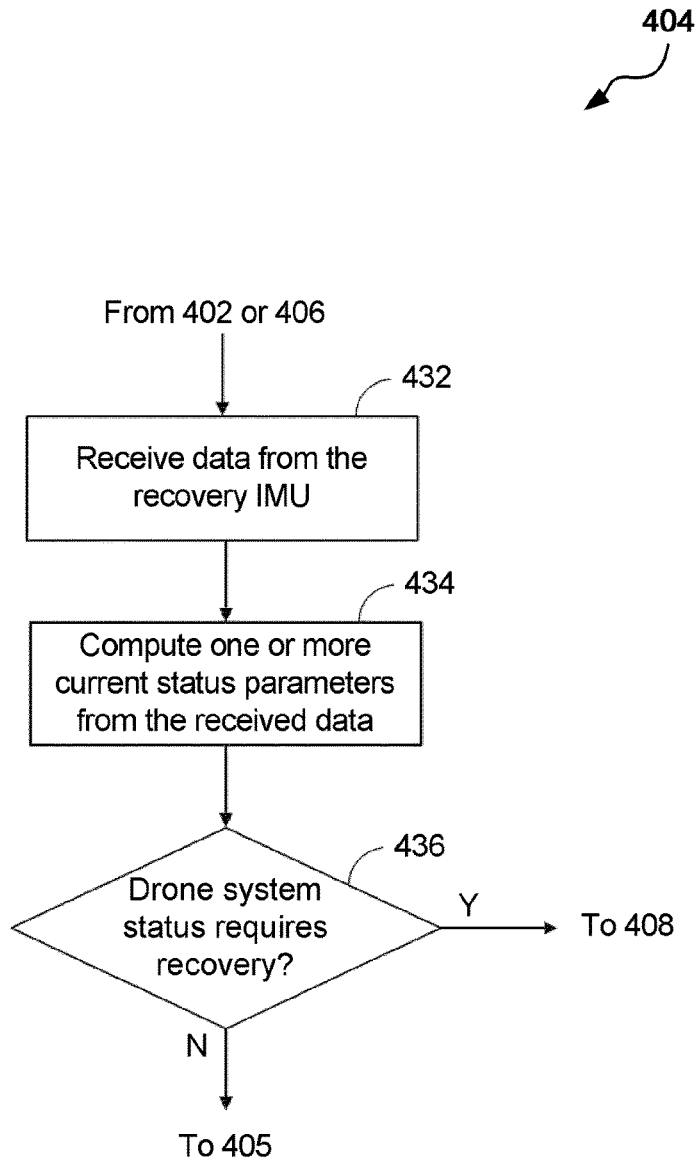 404
From 402 or 406
432
Receive data from the
recovery IMU
434
Compute one or more
current status parameters
from the received data
436
Drone system
status requires
recovery?
Y
To 408
N
To 405